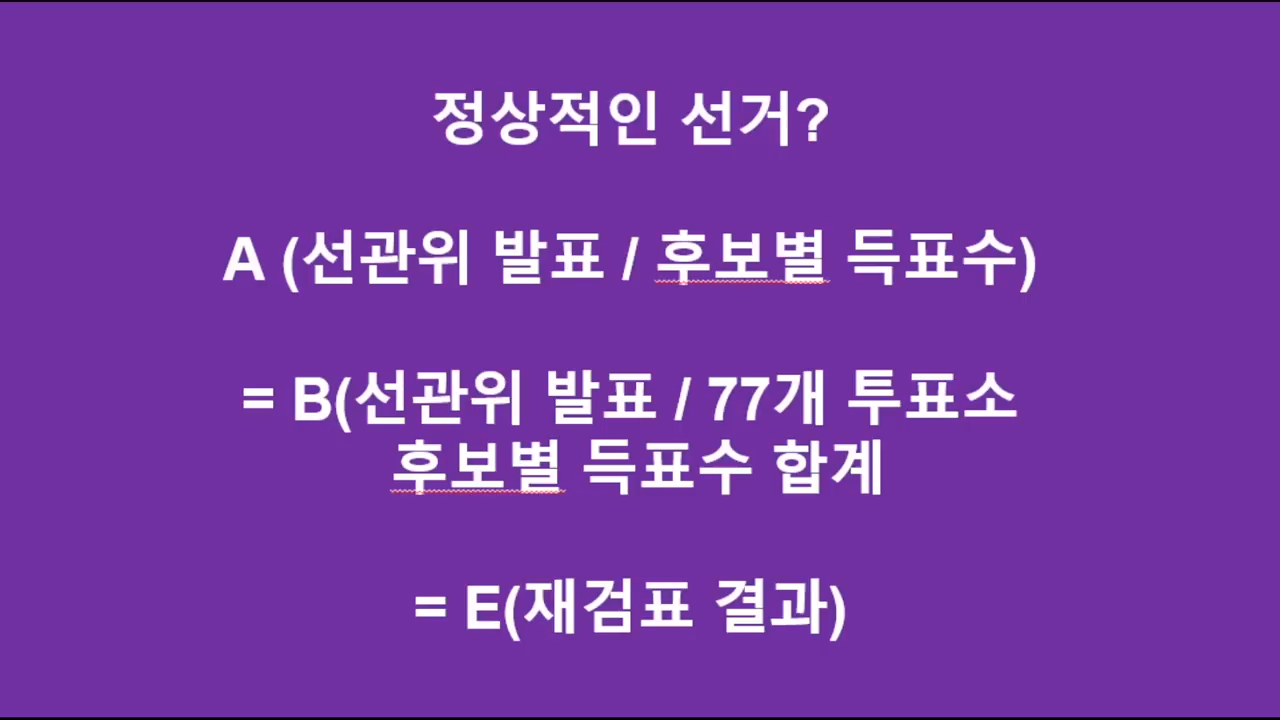 정상적인 선거?
A (선관위 발표 / 후보별 득표수)
= B(선관위 발표 / 77개 투표소
후보별 득표수 합계
= E(재검표 결과)